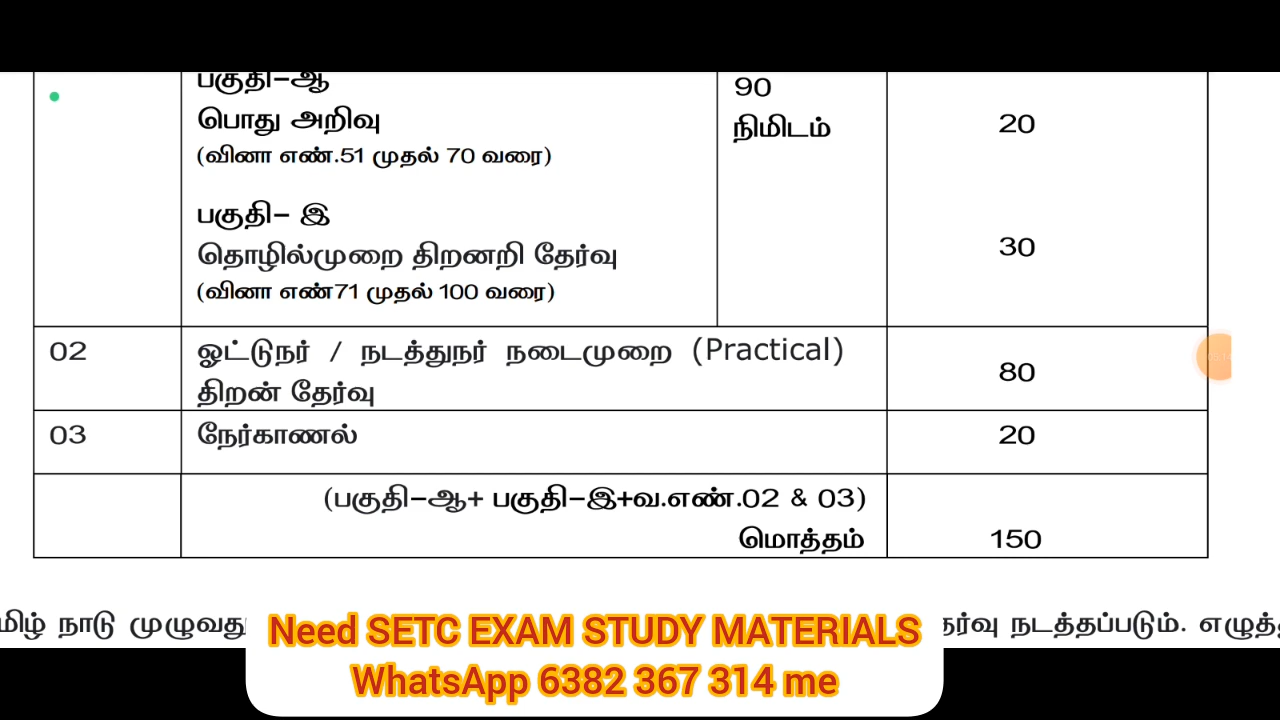 பகுதி-ஆ
பொது அறிவு
(வினா எண்.51 முதல் 70 வரை)
90
நிமிடம்
20
பகுதி- இ
தொழில்முறை திறனறி தேர்வு
(வினா எண்71 முதல் 100 வரை)
30
02
ஓட்டுநர் / நடத்துநர் நடைமுறை (Practical)
திறன் தேர்வு
80
03
நேர்காணல்
20
(பகுதி-ஆ+ பகுதி-இ+வ.எண்.02 & 03)
மொத்தம்
150
நாடு நடத்தப்படும்.
Need SETC EXAM STUDY MATERIALS
WhatsApp 6382 367 314 me